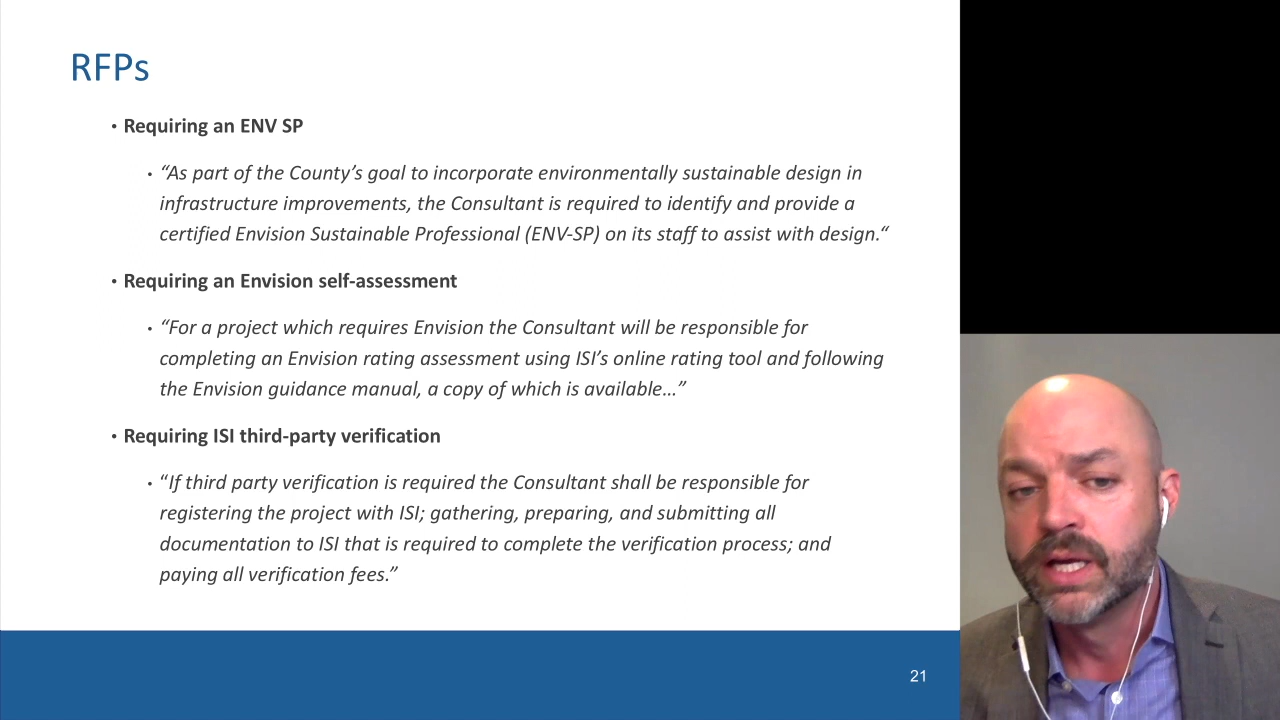 RFPs
• Requiring an ENV SP
• “As part of the County’s goal to incorporate environmentally sustainable design in
infrastructure improvements, the Consultant is required to identify and provide a
certified Envision Sustainable Professional (ENV-SP) on its staff to assist with design.“
• Requiring an Envision self-assessment
• “For a project which requires Envision the Consultant will be responsible for
completing an Envision rating assessment using ISI’s online rating tool and following
the Envision guidance manual, a copy of which is available…”
• Requiring ISI third-party verification
• “If third party verification is required the Consultant shall be responsible for
registering the project with ISI; gathering, preparing, and submitting all
documentation to ISI that is required to complete the verification process; and
paying all verification fees.”
21